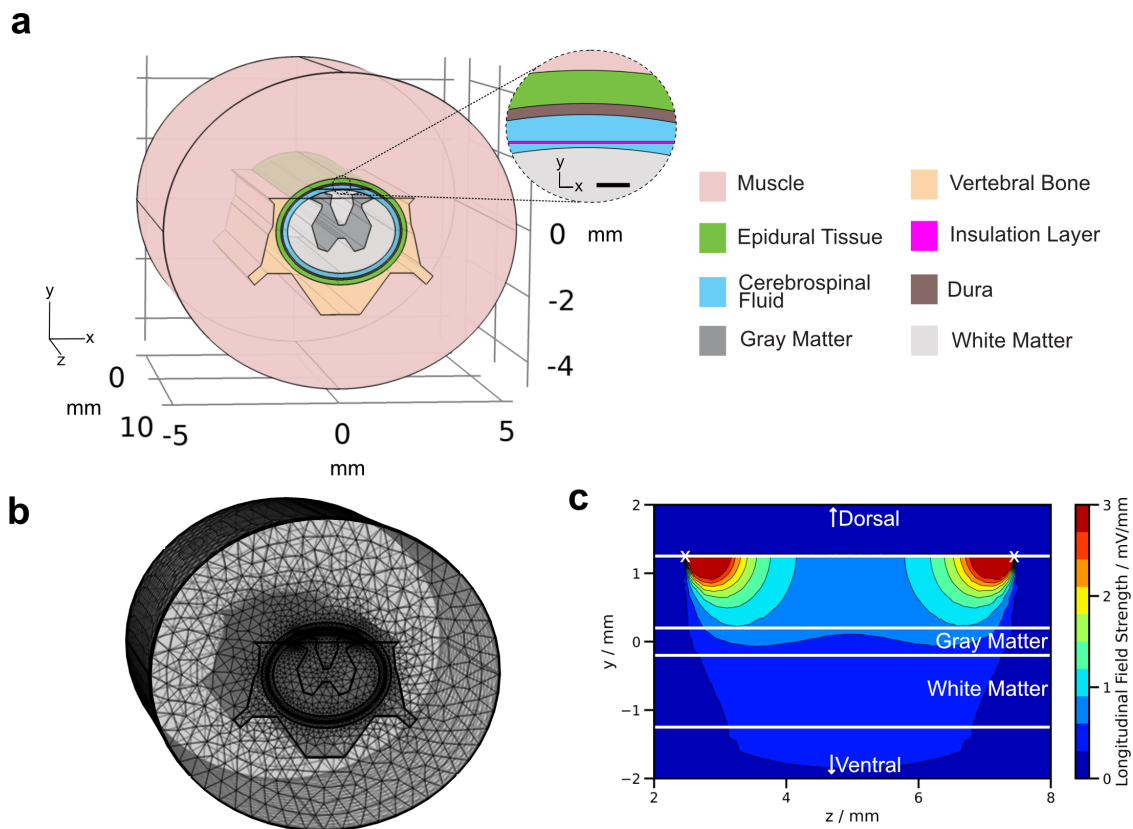 a
y
x
y
x
z
0
mm
-2
-4
0
mm
10
-5
0
5
mm
Muscle
Epidural Tissue
Cerebrospinal
Fluid
Gray Matter
Vertebral Bone
Insulation Layer
Dura
White Matter
b
c
2
1
0
−1
−2
y / mm
Dorsal
x
x
Gray Matter
White Matter
Ventral
2
4
6
8
z / mm
3
2
1
0
Longitudinal Field Strength / mV/mm